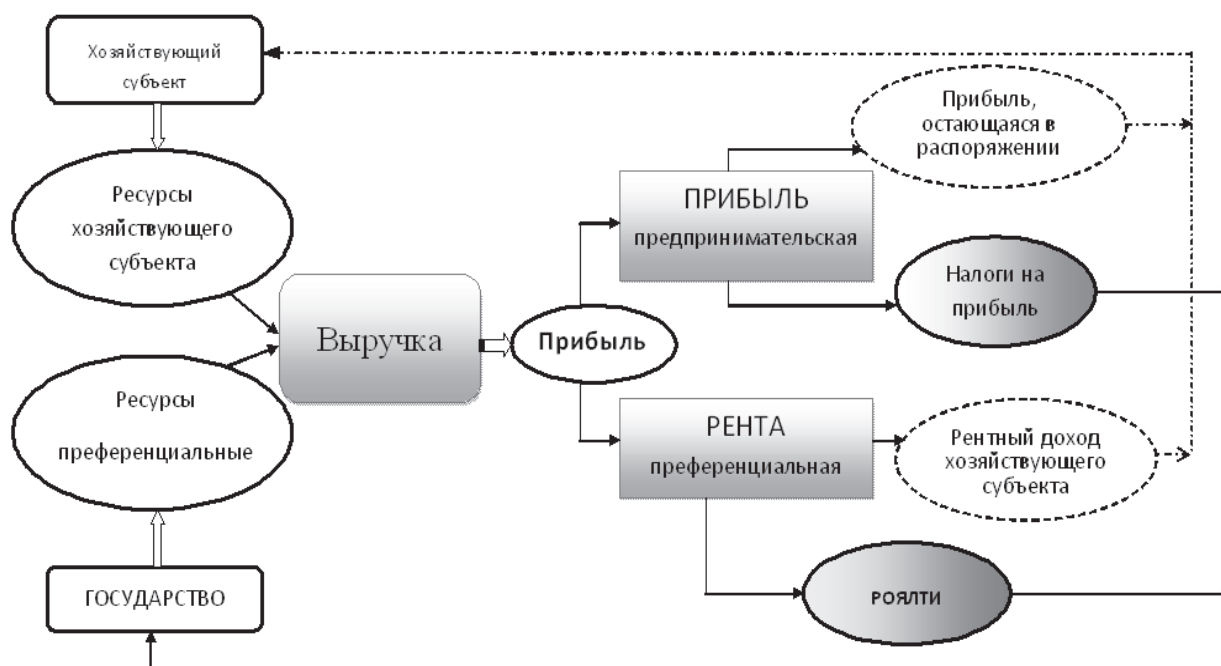 Хозяйствующий
субъект
Ресурсы
хозяйствующего
субъекта
Ресурсы
преференциальные
ГОСУДАРСТВО
Выручка
Прибыль
ПРИБЫЛЬ
предпринимательская
РЕНТА
преференциальная
Прибыль,
остающаяся в
распоряжении
Налоги на
прибыль
Рентный доход
хозяйствующего
субъекта
РОЯЛТИ